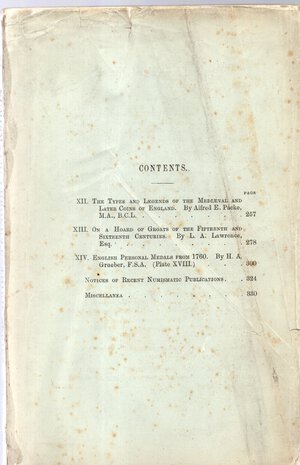 CONTENTS.
PAGE
XII. THE TYPES AND LEGENDS OF THE MEDIÆVAL AND
LATER COINS OF ENGLAND. By Alfred E. Packe,
M.A., B.C.L. . . . . . . . 257
XIII. ON A HOARD OF GROATS OF THE FIFTEENTH AND
SIXTEENTH CENTURIES. By L. A. Lawrence,
Esq. . . . . . . . . . 278
XIV. ENGLISH PERSONAL MEDALS FROM 1760. By H. A.
Grueber, F.S.A. (Plate XVIII.) . . . . 300
NOTICES OF RECENT NUMISMATIC PUBLICATIONS. . . 324
MISCELLANEA . . . . . . . . . 330